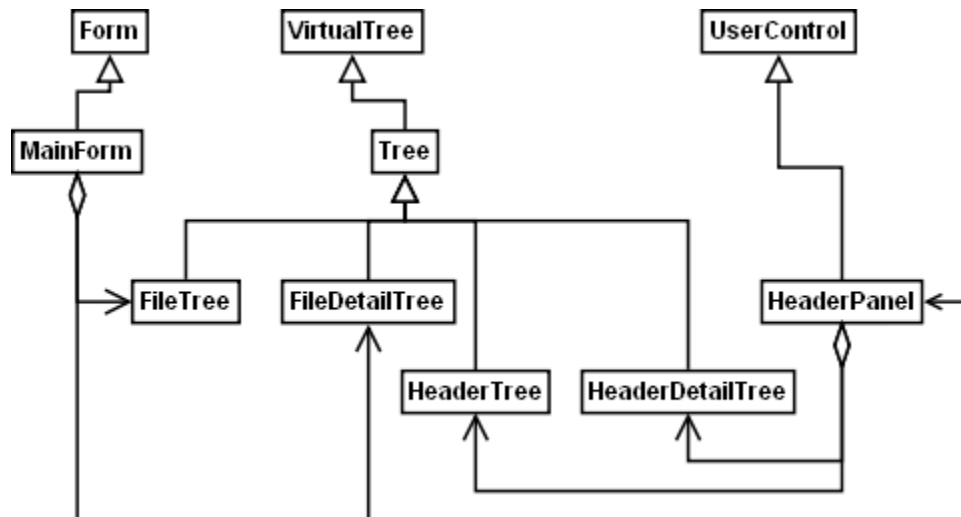 Form
VirtualTree
UserControl
MainForm
Tree
FileTree
FileDetailTree
HeaderPanel
HeaderTree
HeaderDetailTree